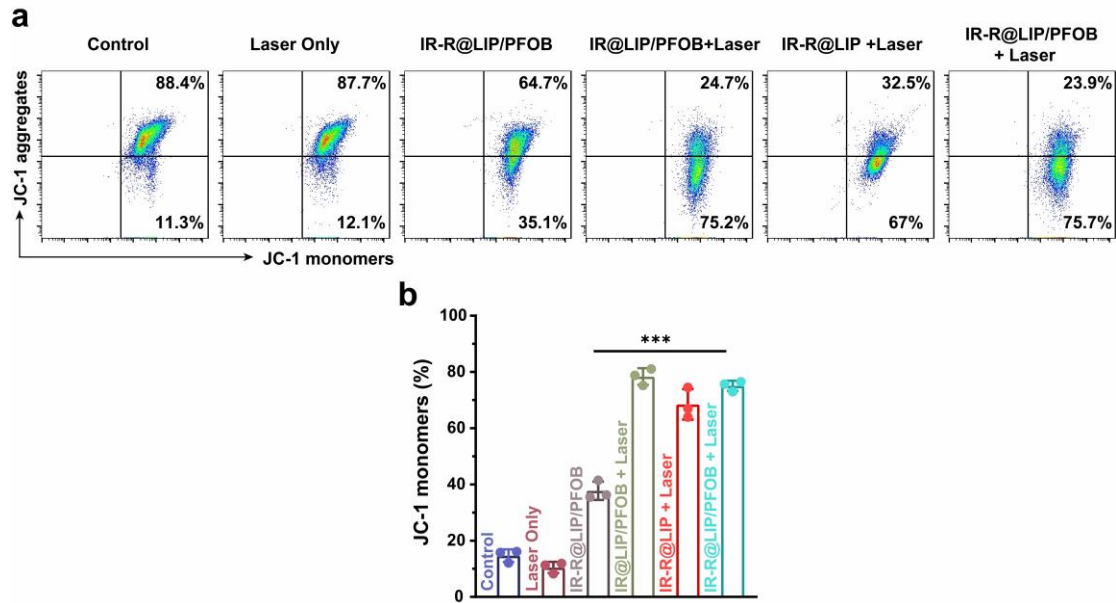 a
Control
Laser Only
IR-R@LIP/PFOB
IR@LIP/PFOB+Laser
IR-R@LIP +Laser
IR-R@LIP/PFOB
+ Laser
JC-1 aggregates
88.4%
87.7%
64.7%
24.7%
32.5%
23.9%
11.3%
12.1%
35.1%
75.2%
67%
75.7%
JC-1 monomers
b
JC-1 monomers (%)
100
80
60
40
20
0
***
Control
Laser Only
IR-R@LIP/PFOB
IR@LIP/PFOB + Laser
IR-R@LIP + Laser
IR-R@LIP/PFOB + Laser